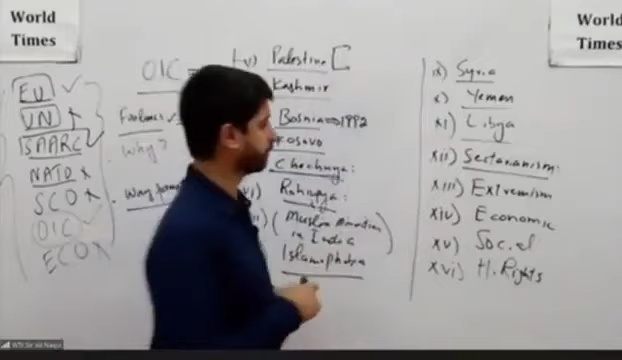 World
Times
World
Times
EU
UN
SAARC
NATO
SCO
OIC
ECO
OIC
Failures
Why?
Way forward
v) Palestine
Kashmir
Bosnia 1992
Kosovo
Chechnya:
Rohingya:
(Muslim minorities
in India)
Islamophobia
ix) Syria
x) Yemen
xi) Libya
xii) Sectarianism:
xiii) Extremism
xiv) Economic
xv) Social
xvi) H. Rights